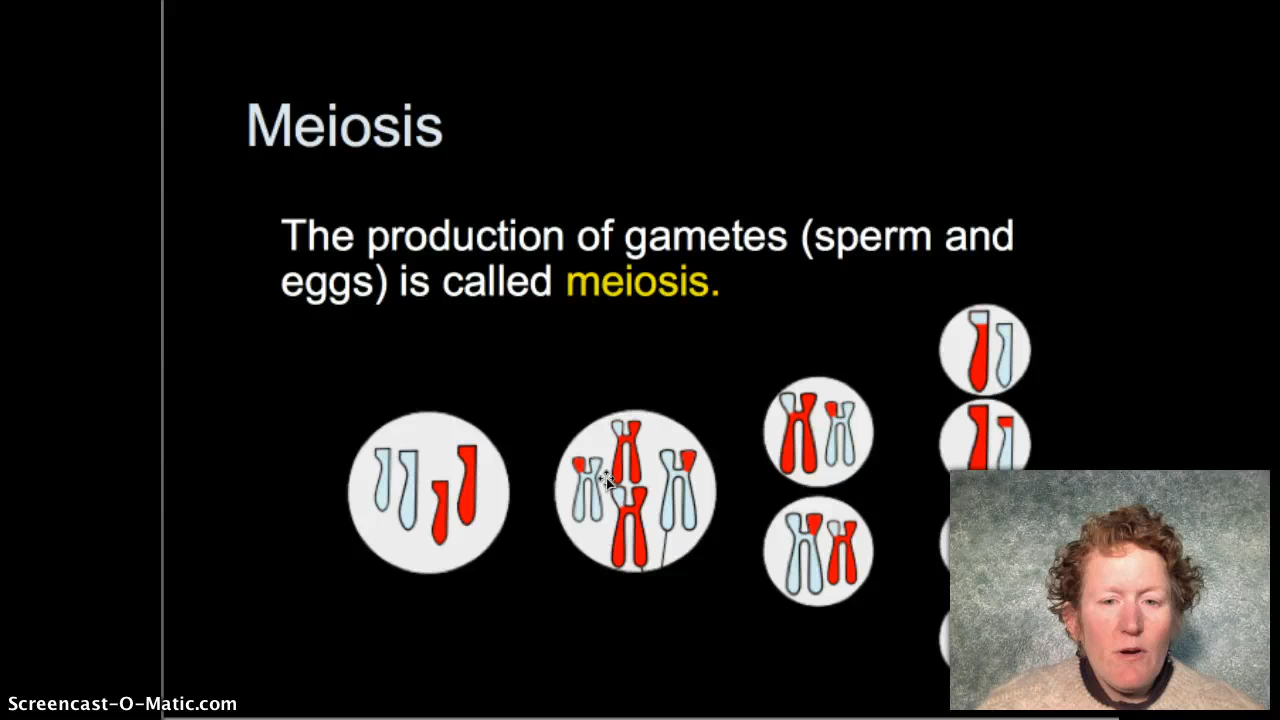 Meiosis
The production of gametes (sperm and
eggs) is called meiosis.
Screencast-O-Matic.com